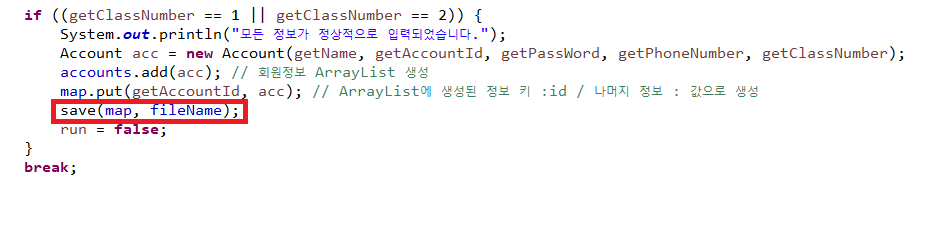 if ((getClassNumber == 1 || getClassNumber == 2)) {
System.out.println("모든 정보가 정상적으로 입력되었습니다.");
Account acc = new Account(getName, getAccountId, getPassWord, getPhoneNumber, getClassNumber);
accounts.add(acc); // 회원정보 ArrayList 생성
map.put(getAccountId, acc); // ArrayList에 생성된 정보 키 :id / 나머지 정보 : 값으로 생성
save(map, fileName);
run = false;
}
break;